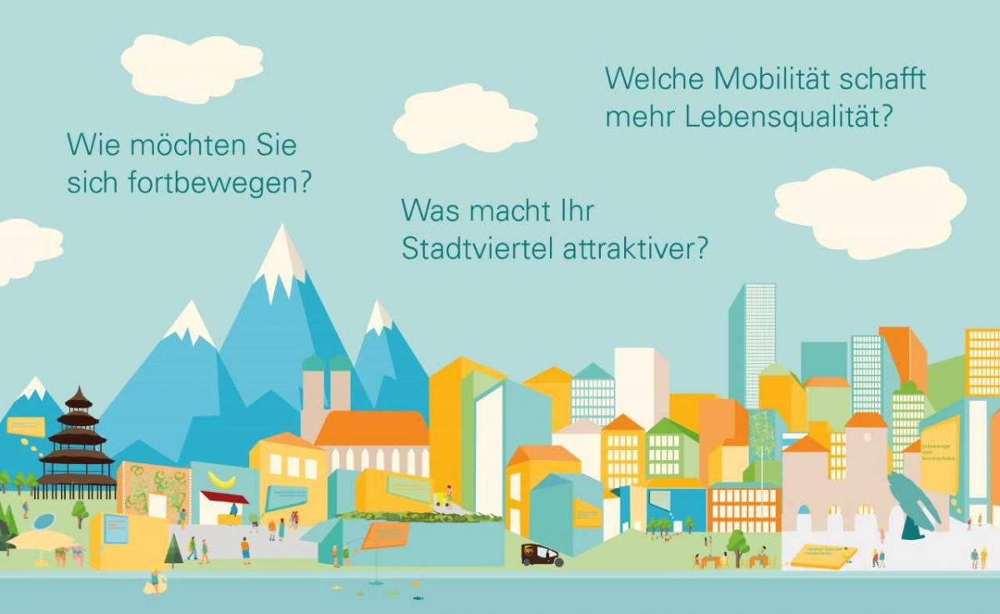 Wie möchten Sie
sich fortbewegen?
Was macht Ihr
Stadtviertel attraktiver?
Welche Mobilität schafft
mehr Lebensqualität?